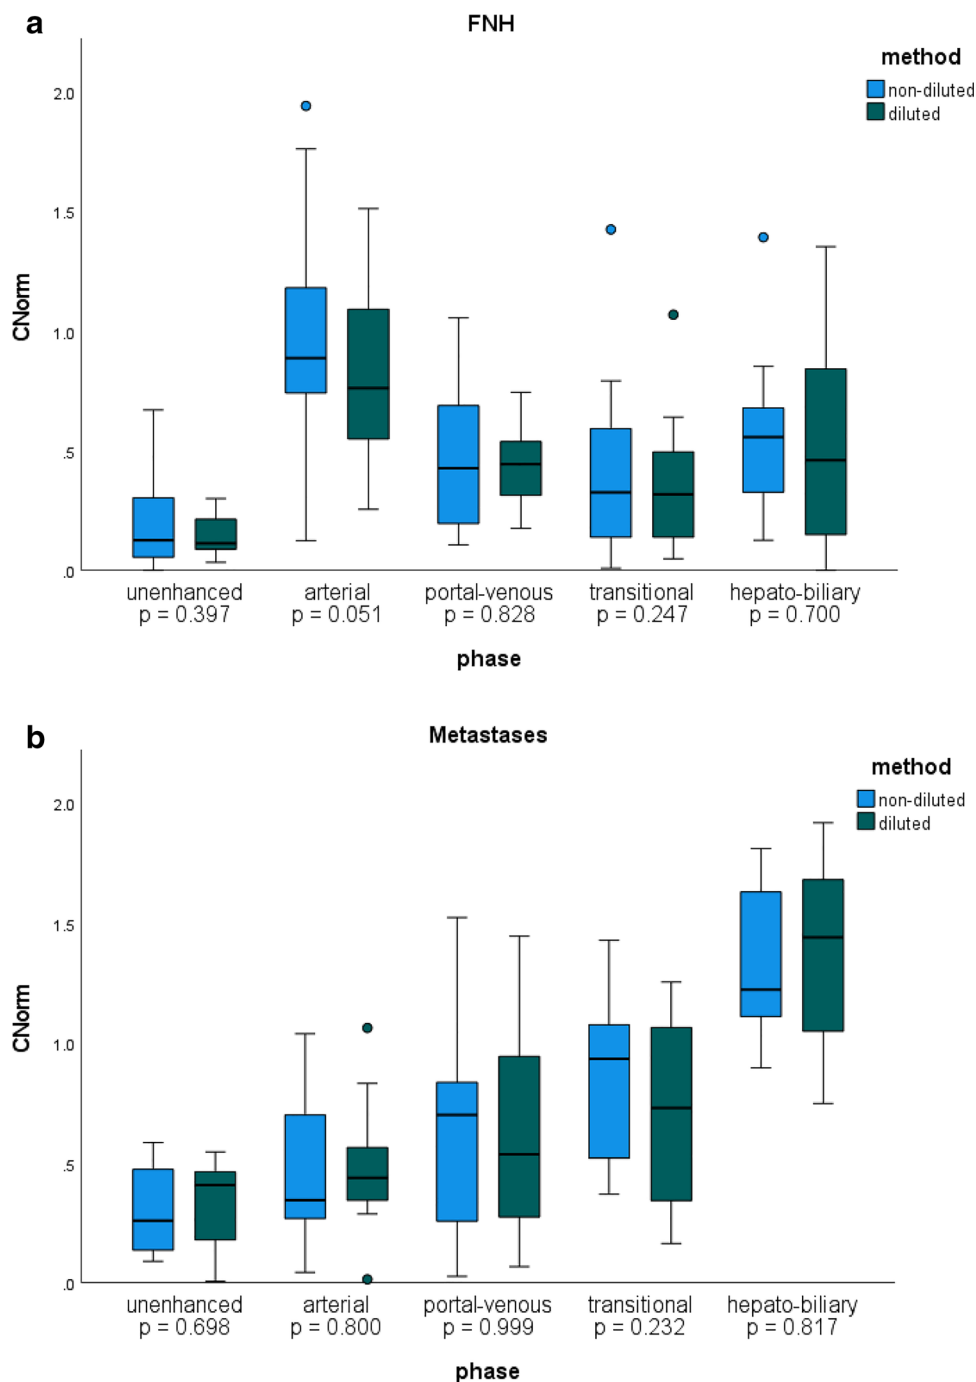 a
FNH
method
non-diluted
diluted
2.0
1.5
1.0
.5
.0
CNorm
unenhanced arterial portal-venous transitional hepato-biliary
p = 0.397 p = 0.051 p = 0.828 p = 0.247 p = 0.700
phase
b
Metastases
method
non-diluted
diluted
2.0
1.5
1.0
.5
.0
CNorm
unenhanced arterial portal-venous transitional hepato-biliary
p = 0.698 p = 0.800 p = 0.999 p = 0.232 p = 0.817
phase